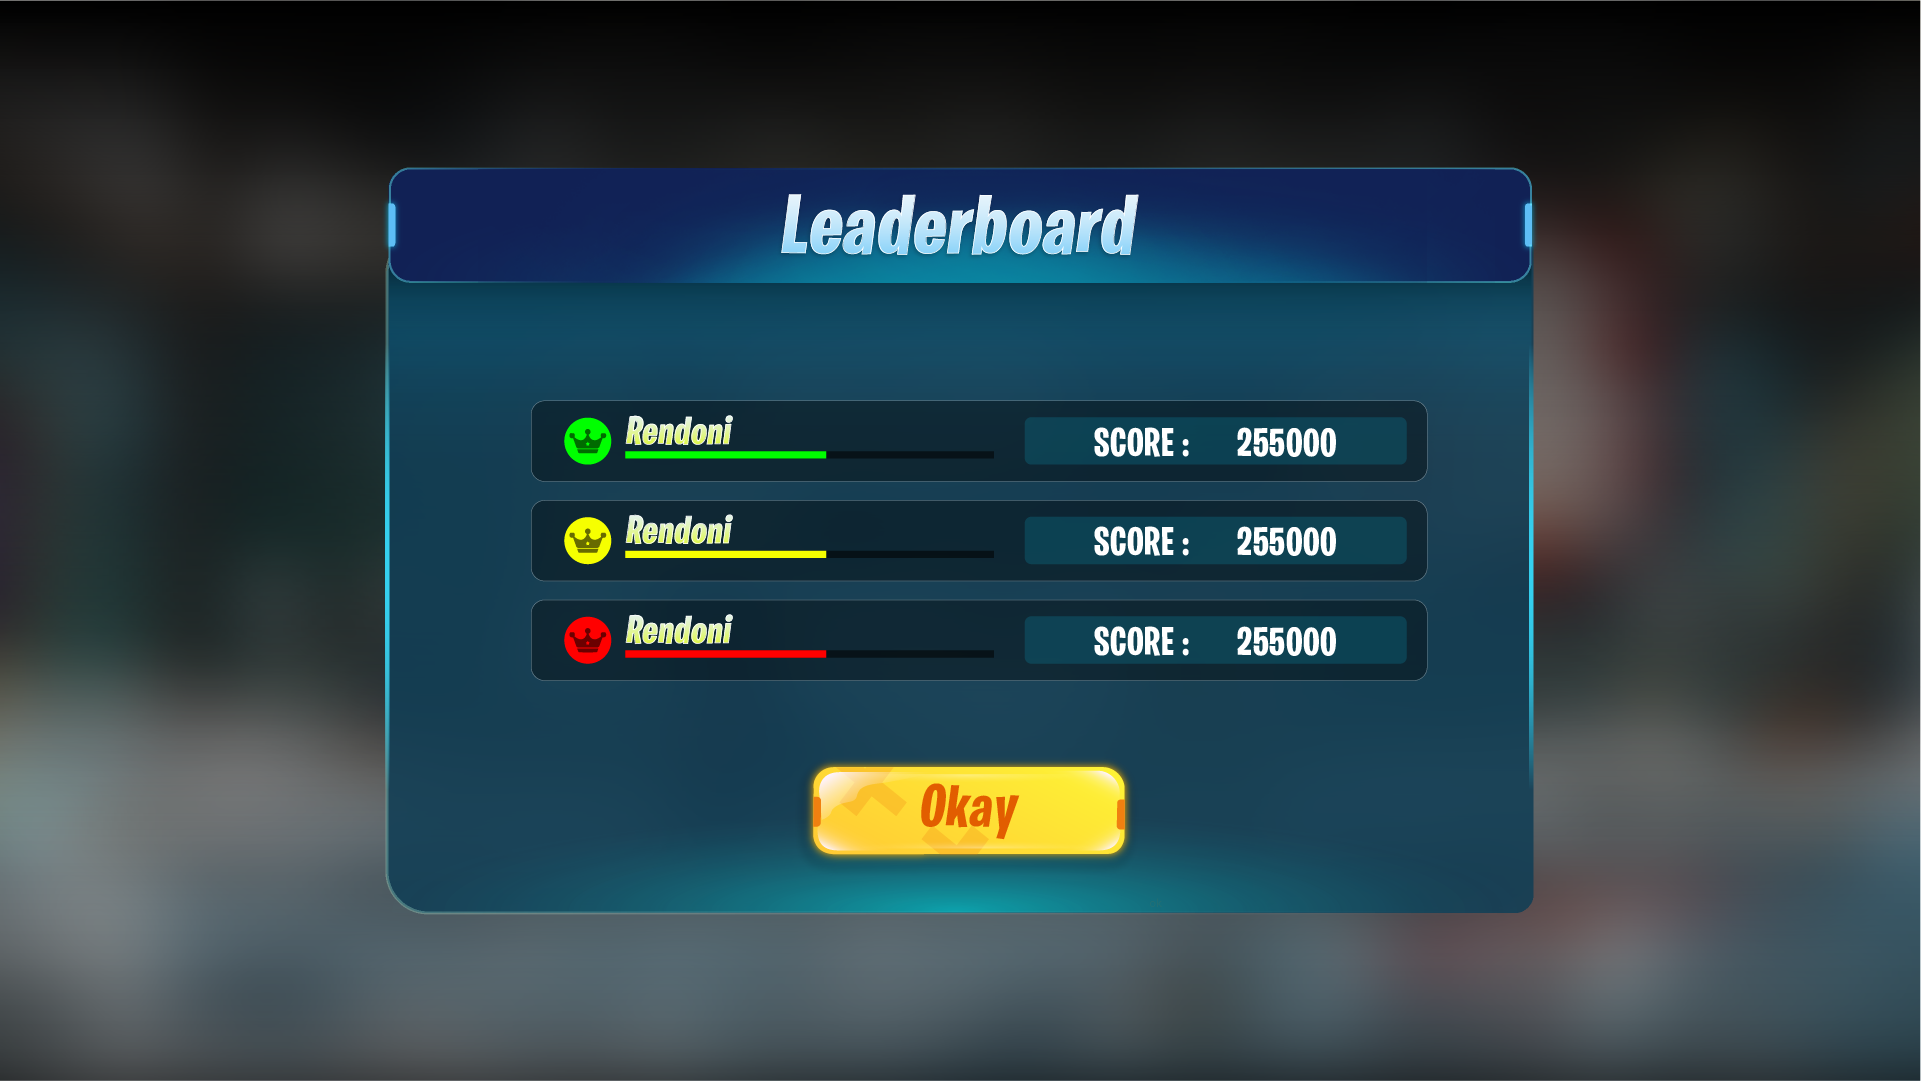 Leaderboard
Rendoni
SCORE : 255000
Rendoni
SCORE : 255000
Rendoni
SCORE : 255000
Okay